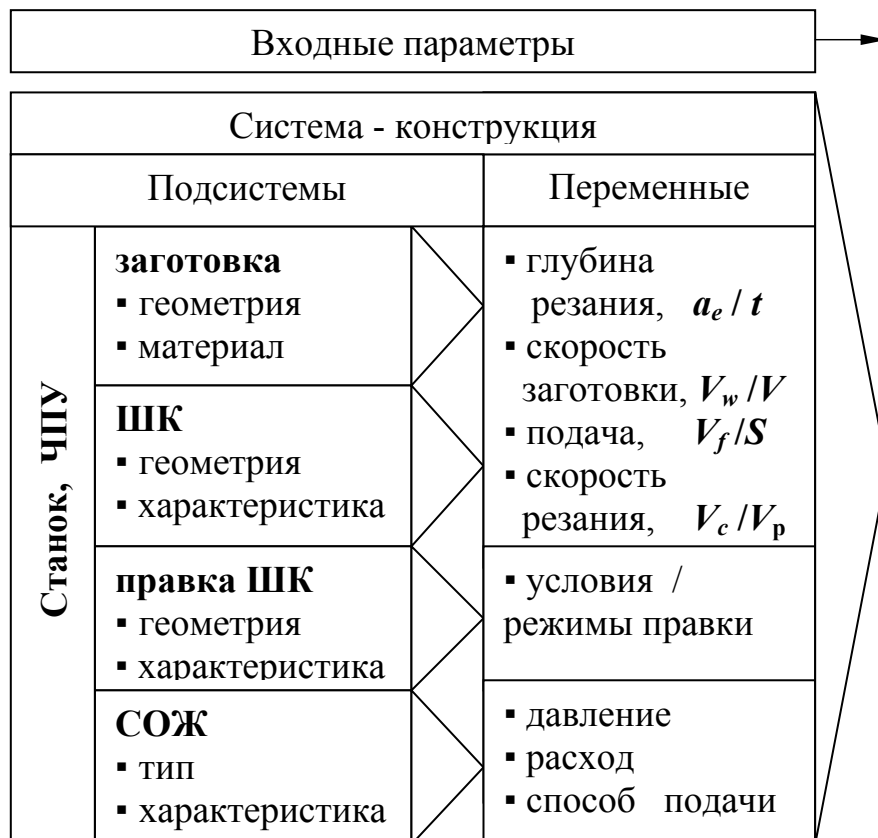 Входные параметры
Система - конструкция
Подсистемы
Переменные
Станок, ЧПУ
заготовка
▪ геометрия
▪ материал
ШК
▪ геометрия
▪ характеристика
правка ШК
▪ геометрия
▪ характеристика
СОЖ
▪ тип
▪ характеристика
▪ глубина
резания, a_e / t
▪ скорость
заготовки, V_w /V
▪ подача, V_f /S
▪ скорость
резания, V_c /V_р
▪ условия /
режимы правки
▪ давление
▪ расход
▪ способ подачи